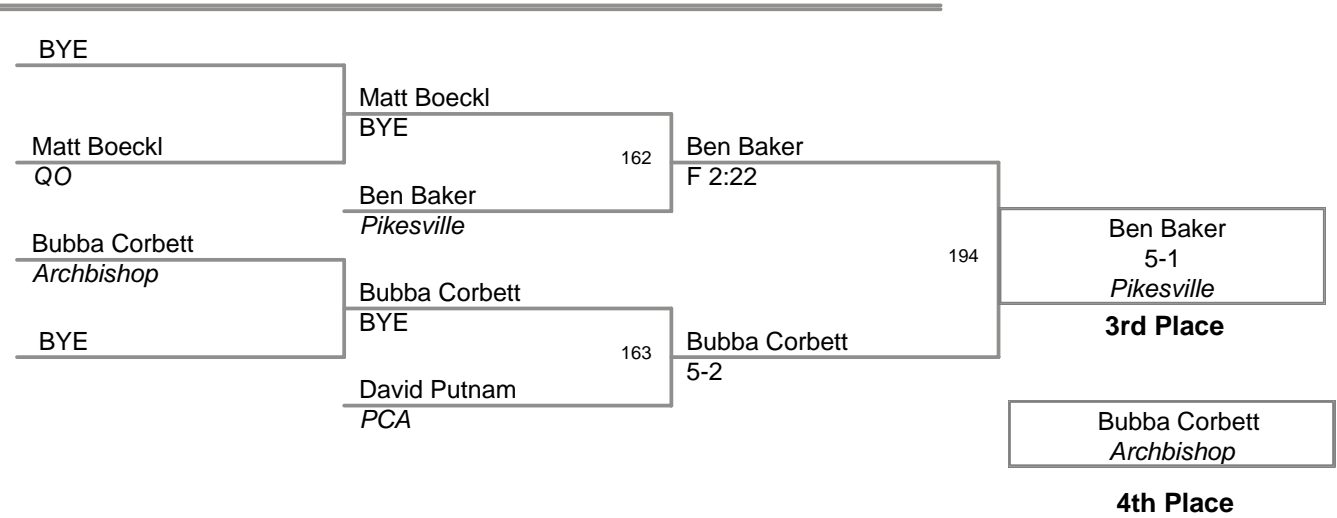 BYE
Matt Boeckl
BYE
Matt Boeckl
QO
162
Ben Baker
F 2:22
Ben Baker
Pikesville
Bubba Corbett
Archbishop
194
Ben Baker
5-1
Pikesville
3rd Place
Bubba Corbett
BYE
BYE
163
Bubba Corbett
5-2
David Putnam
PCA
Bubba Corbett
Archbishop
4th Place